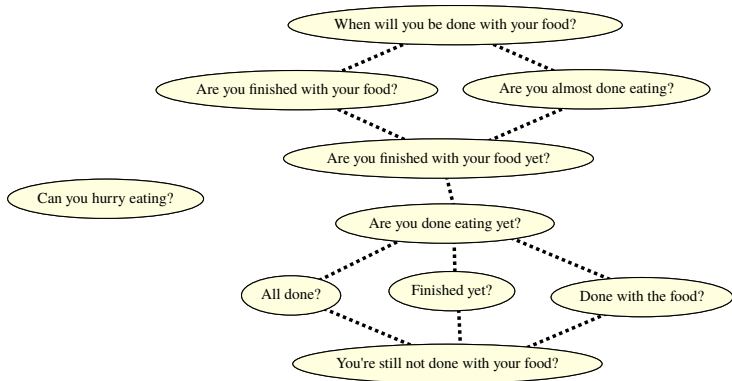 When will you be done with your food?
Are you finished with your food?
Are you almost done eating?
Are you finished with your food yet?
Can you hurry eating?
Are you done eating yet?
All done?
Finished yet?
Done with the food?
You're still not done with your food?